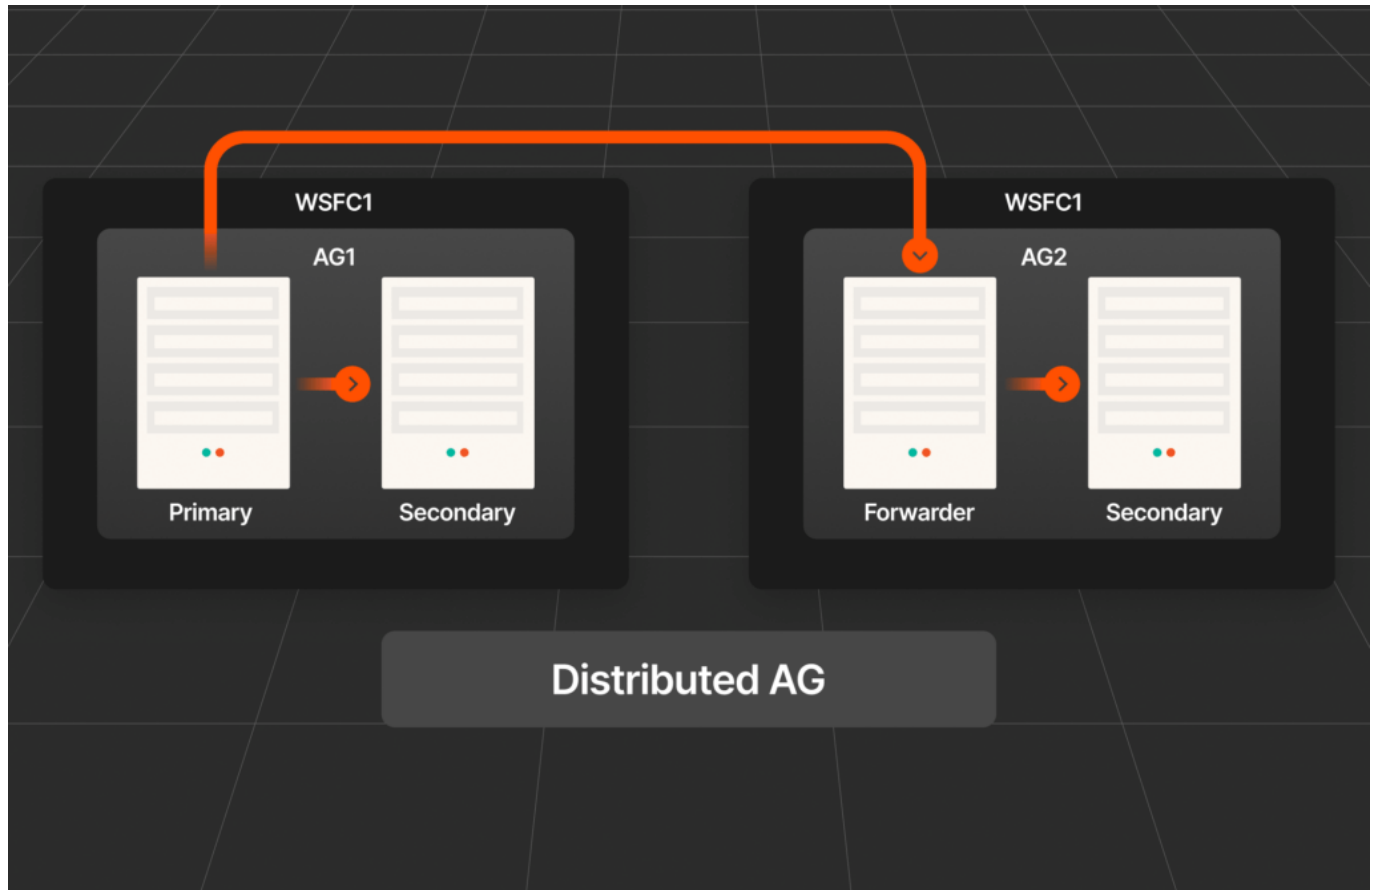 WSFC1
AG1
Primary
Secondary
WSFC1
AG2
Forwarder
Secondary
Distributed AG